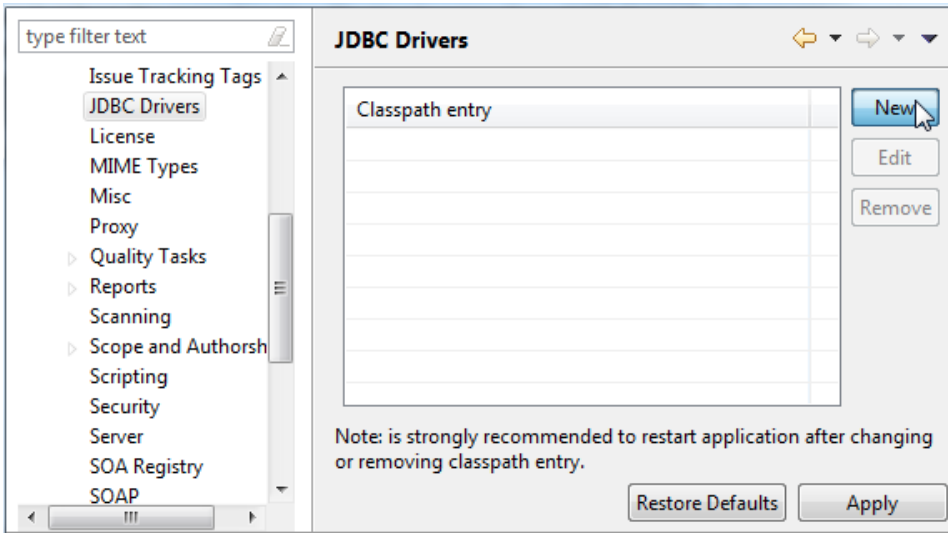 type filter text
Issue Tracking Tags
JDBC Drivers
License
MIME Types
Misc
Proxy
Quality Tasks
Reports
Scanning
Scope and Authorsh
Scripting
Security
Server
SOA Registry
SOAP
JDBC Drivers
Classpath entry
New
Edit
Remove
Note: is strongly recommended to restart application after changing
or removing classpath entry.
Restore Defaults
Apply